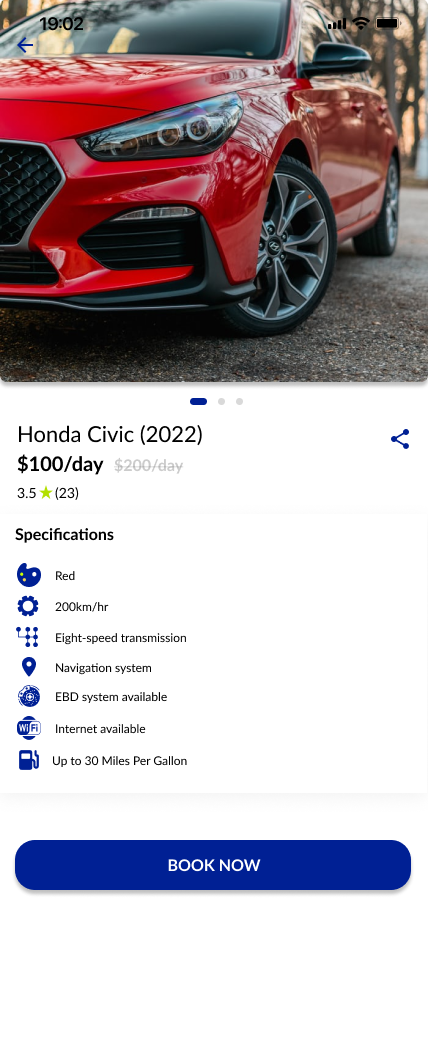 19:02
Honda Civic (2022)
$100/day $200/day
3.5 ★ (23)
Specifications
Red
200km/hr
Eight-speed transmission
Navigation system
EBD system available
WiFi Internet available
Up to 30 Miles Per Gallon
BOOK NOW